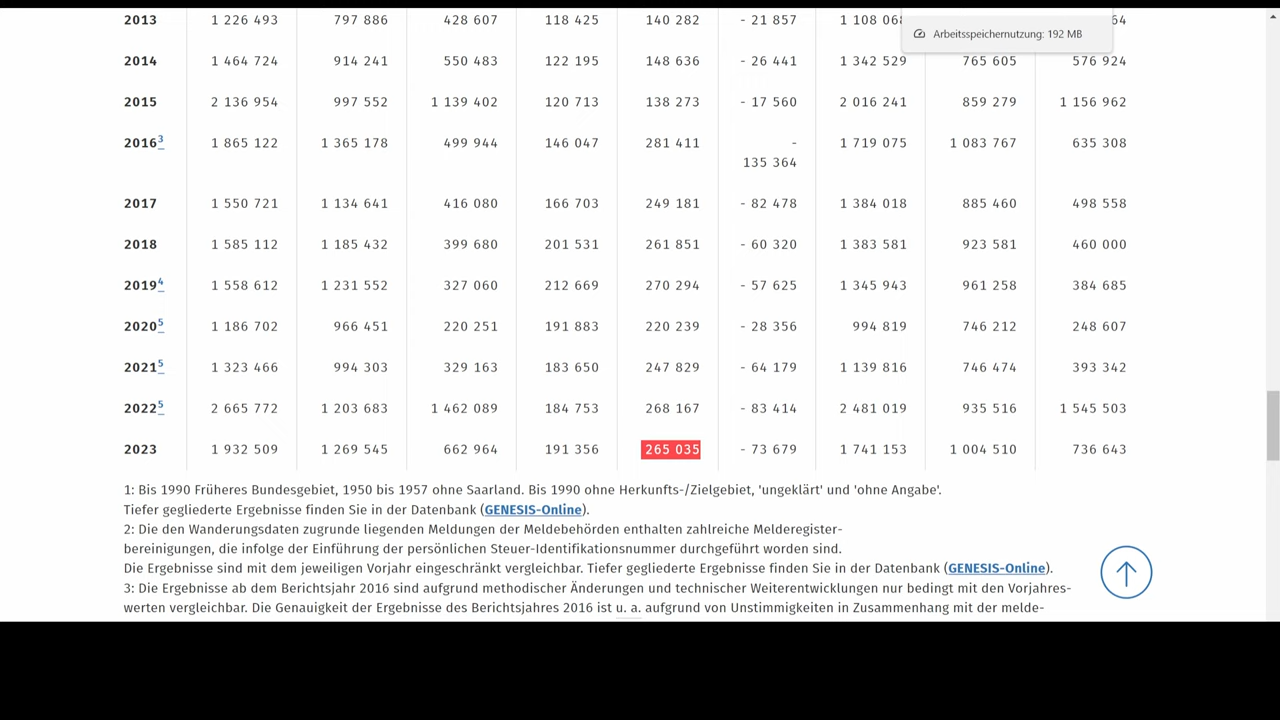 Arbeitsspeichernutzung: 192 MB
2013 1 226 493 797 886 428 607 118 425 140 282 - 21 857 1 108 068
2014 1 464 724 914 241 550 483 122 195 148 636 - 26 441 1 342 529 765 605 576 924
2015 2 136 954 997 552 1 139 402 120 713 138 273 - 17 560 2 016 241 859 279 1 156 962
2016³ 1 865 122 1 365 178 499 944 146 047 281 411 - 1 719 075 1 083 767 635 308
135 364
2017 1 550 721 1 134 641 416 080 166 703 249 181 - 82 478 1 384 018 885 460 498 558
2018 1 585 112 1 185 432 399 680 201 531 261 851 - 60 320 1 383 581 923 581 460 000
2019⁴ 1 558 612 1 231 552 327 060 212 669 270 294 - 57 625 1 345 943 961 258 384 685
2020⁵ 1 186 702 966 451 220 251 191 883 220 239 - 28 356 994 819 746 212 248 607
2021⁵ 1 323 466 994 303 329 163 183 650 247 829 - 64 179 1 139 816 746 474 393 342
2022⁵ 2 665 772 1 203 683 1 462 089 184 753 268 167 - 83 414 2 481 019 935 516 1 545 503
2023 1 932 509 1 269 545 662 964 191 356 265 035 - 73 679 1 741 153 1 004 510 736 643
1: Bis 1990 Früheres Bundesgebiet, 1950 bis 1957 ohne Saarland. Bis 1990 ohne Herkunfts-/Zielgebiet, 'ungeklärt' und 'ohne Angabe'.
Tiefer gegliederte Ergebnisse finden Sie in der Datenbank (GENESIS-Online).
2: Die den Wanderungsdaten zugrunde liegenden Meldungen der Meldebehörden enthalten zahlreiche Melderegister-
bereinigungen, die infolge der Einführung der persönlichen Steuer-Identifikationsnummer durchgeführt worden sind.
Die Ergebnisse sind mit dem jeweiligen Vorjahr eingeschränkt vergleichbar. Tiefer gegliederte Ergebnisse finden Sie in der Datenbank (GENESIS-Online).
3: Die Ergebnisse ab dem Berichtsjahr 2016 sind aufgrund methodischer Änderungen und technischer Weiterentwicklungen nur bedingt mit den Vorjahres-
werten vergleichbar. Die Genauigkeit der Ergebnisse des Berichtsjahres 2016 ist u. a. aufgrund von Unstimmigkeiten in Zusammenhang mit der melde-